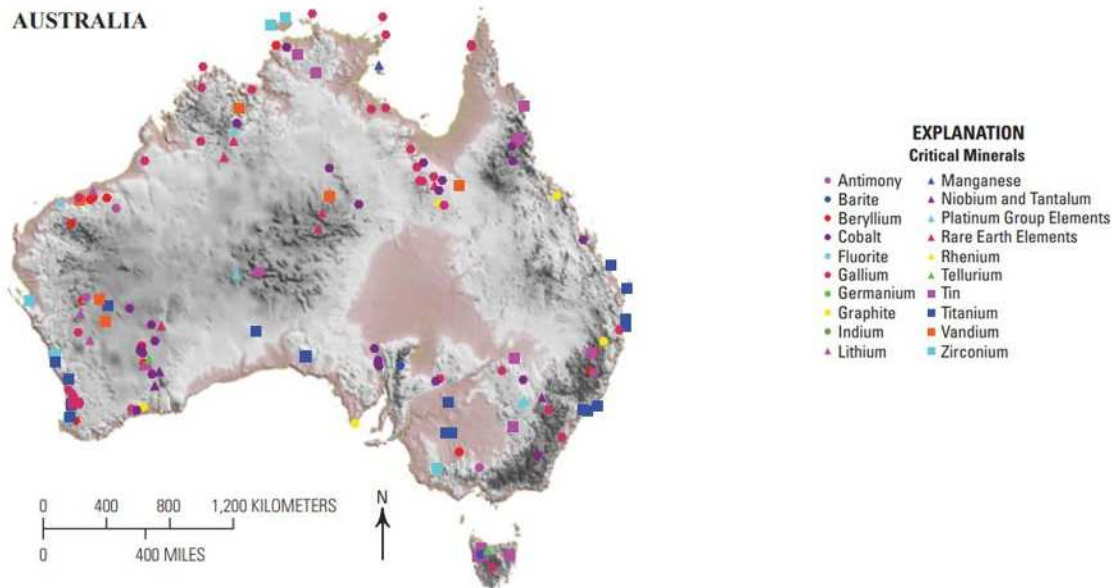 AUSTRALIA
EXPLANATION
Critical Minerals
Antimony
Barite
Beryllium
Cobalt
Fluorite
Gallium
Germanium
Graphite
Indium
Lithium
Manganese
Niobium and Tantalum
Platinum Group Elements
Rare Earth Elements
Rhenium
Tellurium
Tin
Titanium
Vandium
Zirconium
0 400 800 1,200 KILOMETERS
0 400 MILES
N